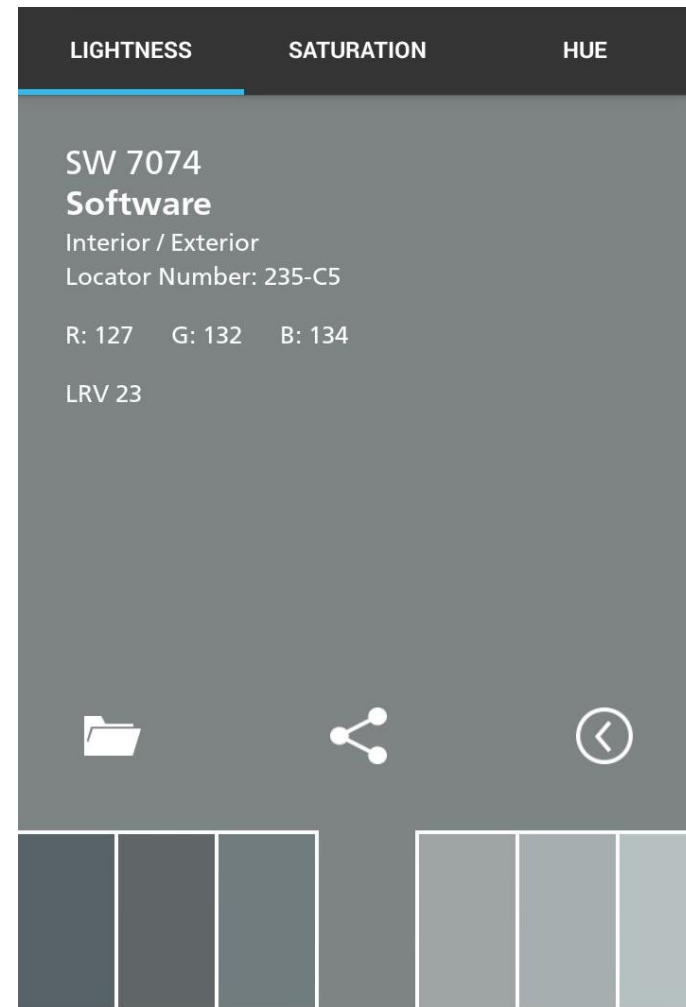 LIGHTNESS SATURATION HUE
SW 7074
Software
Interior / Exterior
Locator Number: 235-C5
R: 127 G: 132 B: 134
LRV 23